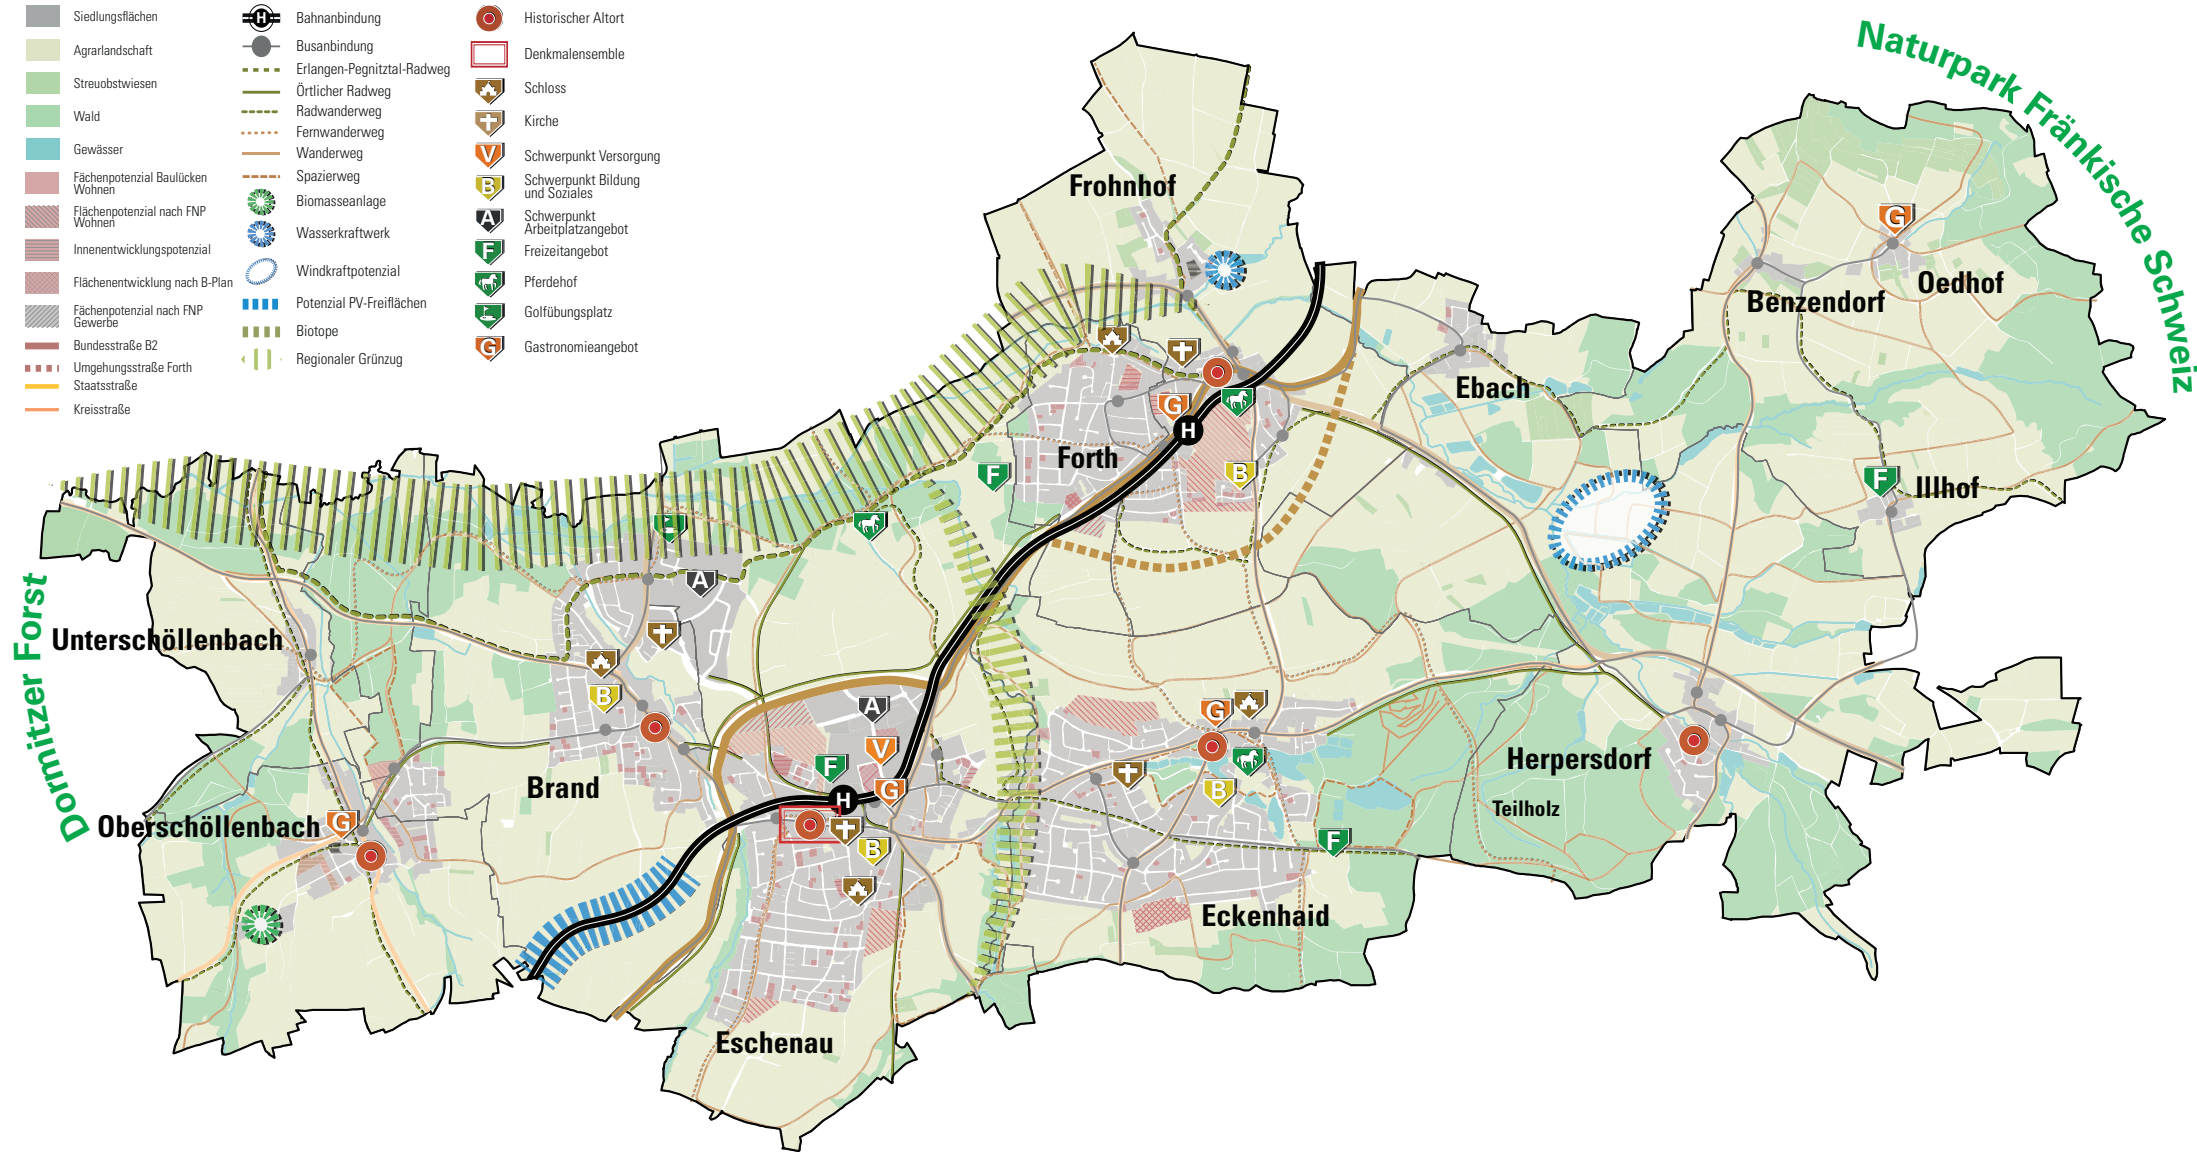 Siedlungsflächen
Agrarlandschaft
Streuobstwiesen
Wald
Gewässer
Fächenpotenzial Baulücken
Wohnen
Flächenpotenzial nach FNP
Wohnen
Innenentwicklungspotenzial
Flächenentwicklung nach B-Plan
Fächenpotenzial nach FNP
Gewerbe
Bundesstraße B2
Umgehungsstraße Forth
Staatsstraße
Kreisstraße
H
Bahnanbindung
Busanbindung
Erlangen-Pegnitztal-Radweg
Örtlicher Radweg
Radwanderweg
Fernwanderweg
Wanderweg
Spazierweg
Biomasseanlage
Wasserkraftwerk
Windkraftpotenzial
Potenzial PV-Freiflächen
Biotope
Regionaler Grünzug
Historischer Altort
Denkmalensemble
Schloss
Kirche
V Schwerpunkt Versorgung
B Schwerpunkt Bildung
und Soziales
A Schwerpunkt
Arbeitplatzangebot
F Freizeitangebot
Pferdehof
Golfübungsplatz
G Gastronomieangebot
Naturpark Fränkische Schweiz
Frohnhof
G
Oedhof
Benzendorf
Ebach
G
H
Forth
B
F
F
Illhof
Dormitzer Forst
A
Unterschöllenbach
B
G
A
V
F
Herpersdorf
Brand
H
G
B
Teilholz
G
Oberschöllenbach
B
F
Eckenhaid
Eschenau